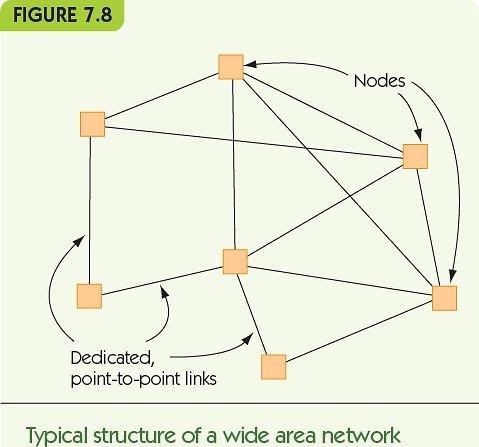 FIGURE 7.8
Nodes
Dedicated,
point-to-point links
Typical structure of a wide area network